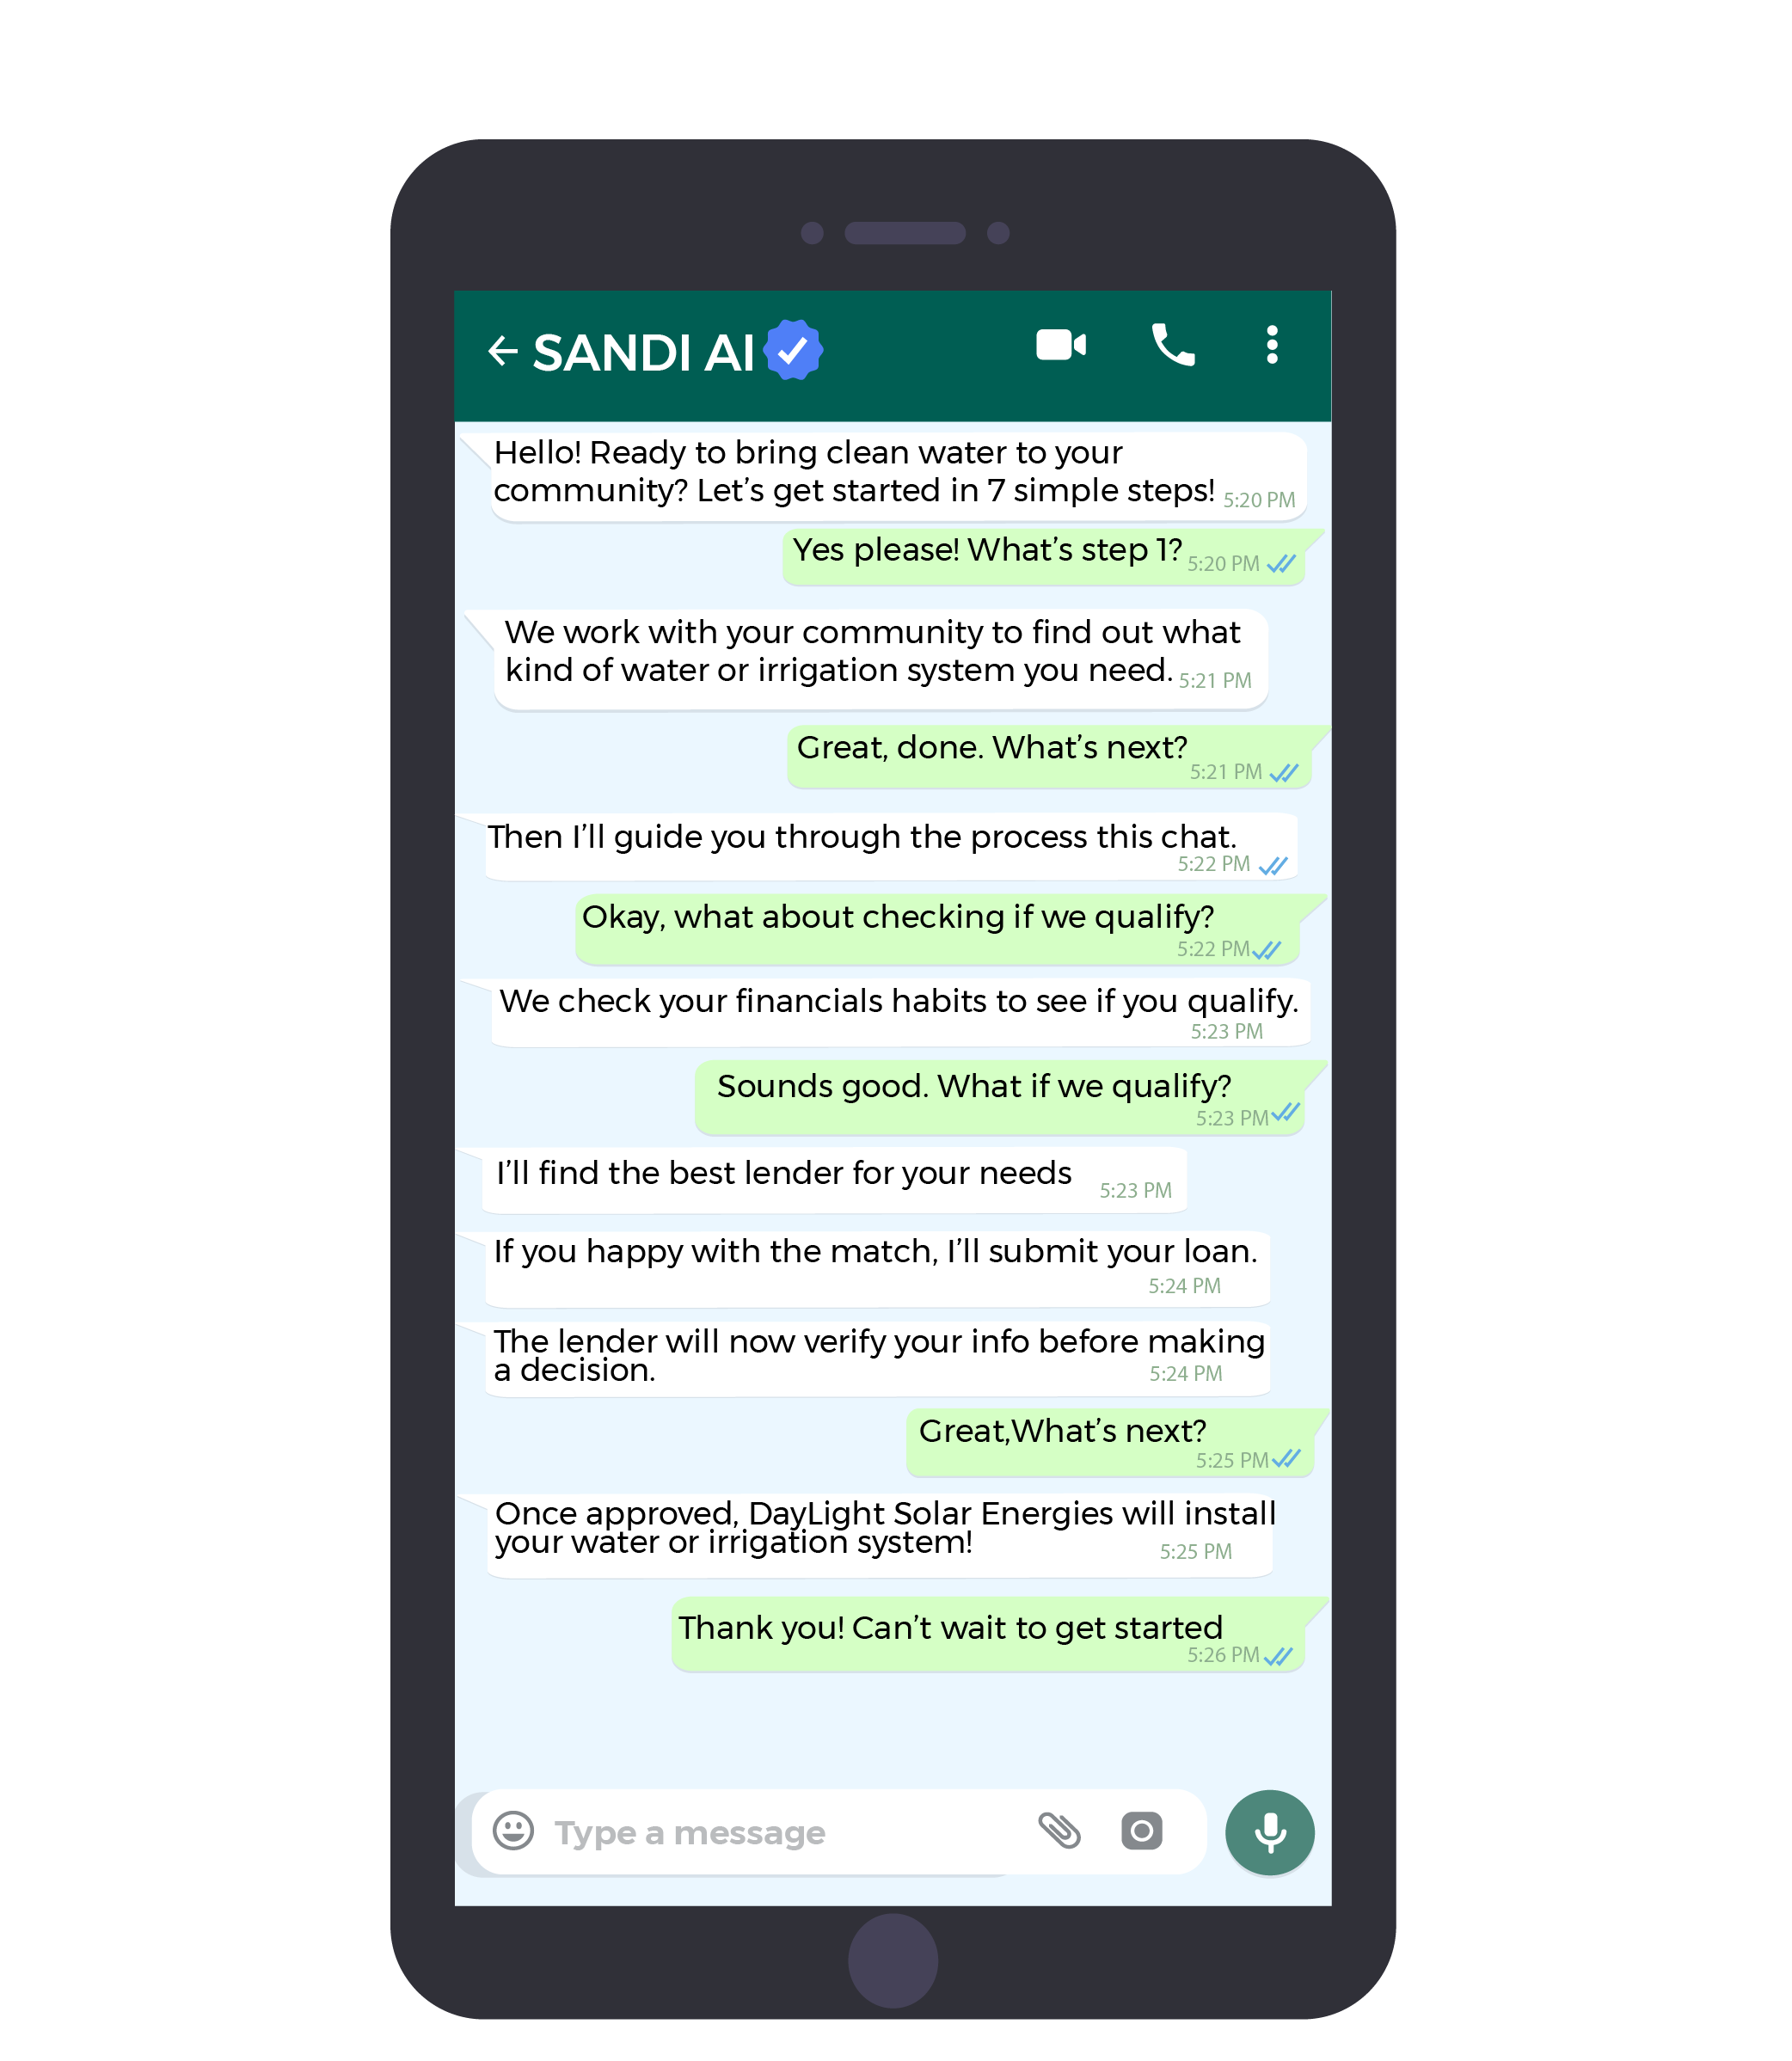 SANDI AI
Hello! Ready to bring clean water to your
community? Let’s get started in 7 simple steps! 5:20 PM
Yes please! What’s step 1? 5:20 PM
We work with your community to find out what
kind of water or irrigation system you need. 5:21 PM
Great, done. What’s next?
5:21 PM
Then I’ll guide you through the process this chat.
5:22 PM
Okay, what about checking if we qualify?
5:22 PM
We check your financials habits to see if you qualify.
5:23 PM
Sounds good. What if we qualify?
5:23 PM
I’ll find the best lender for your needs 5:23 PM
If you happy with the match, I’ll submit your loan.
5:24 PM
The lender will now verify your info before making
a decision. 5:24 PM
Great,What’s next?
5:25 PM
Once approved, DayLight Solar Energies will install
your water or irrigation system! 5:25 PM
Thank you! Can’t wait to get started
5:26 PM
Type a message